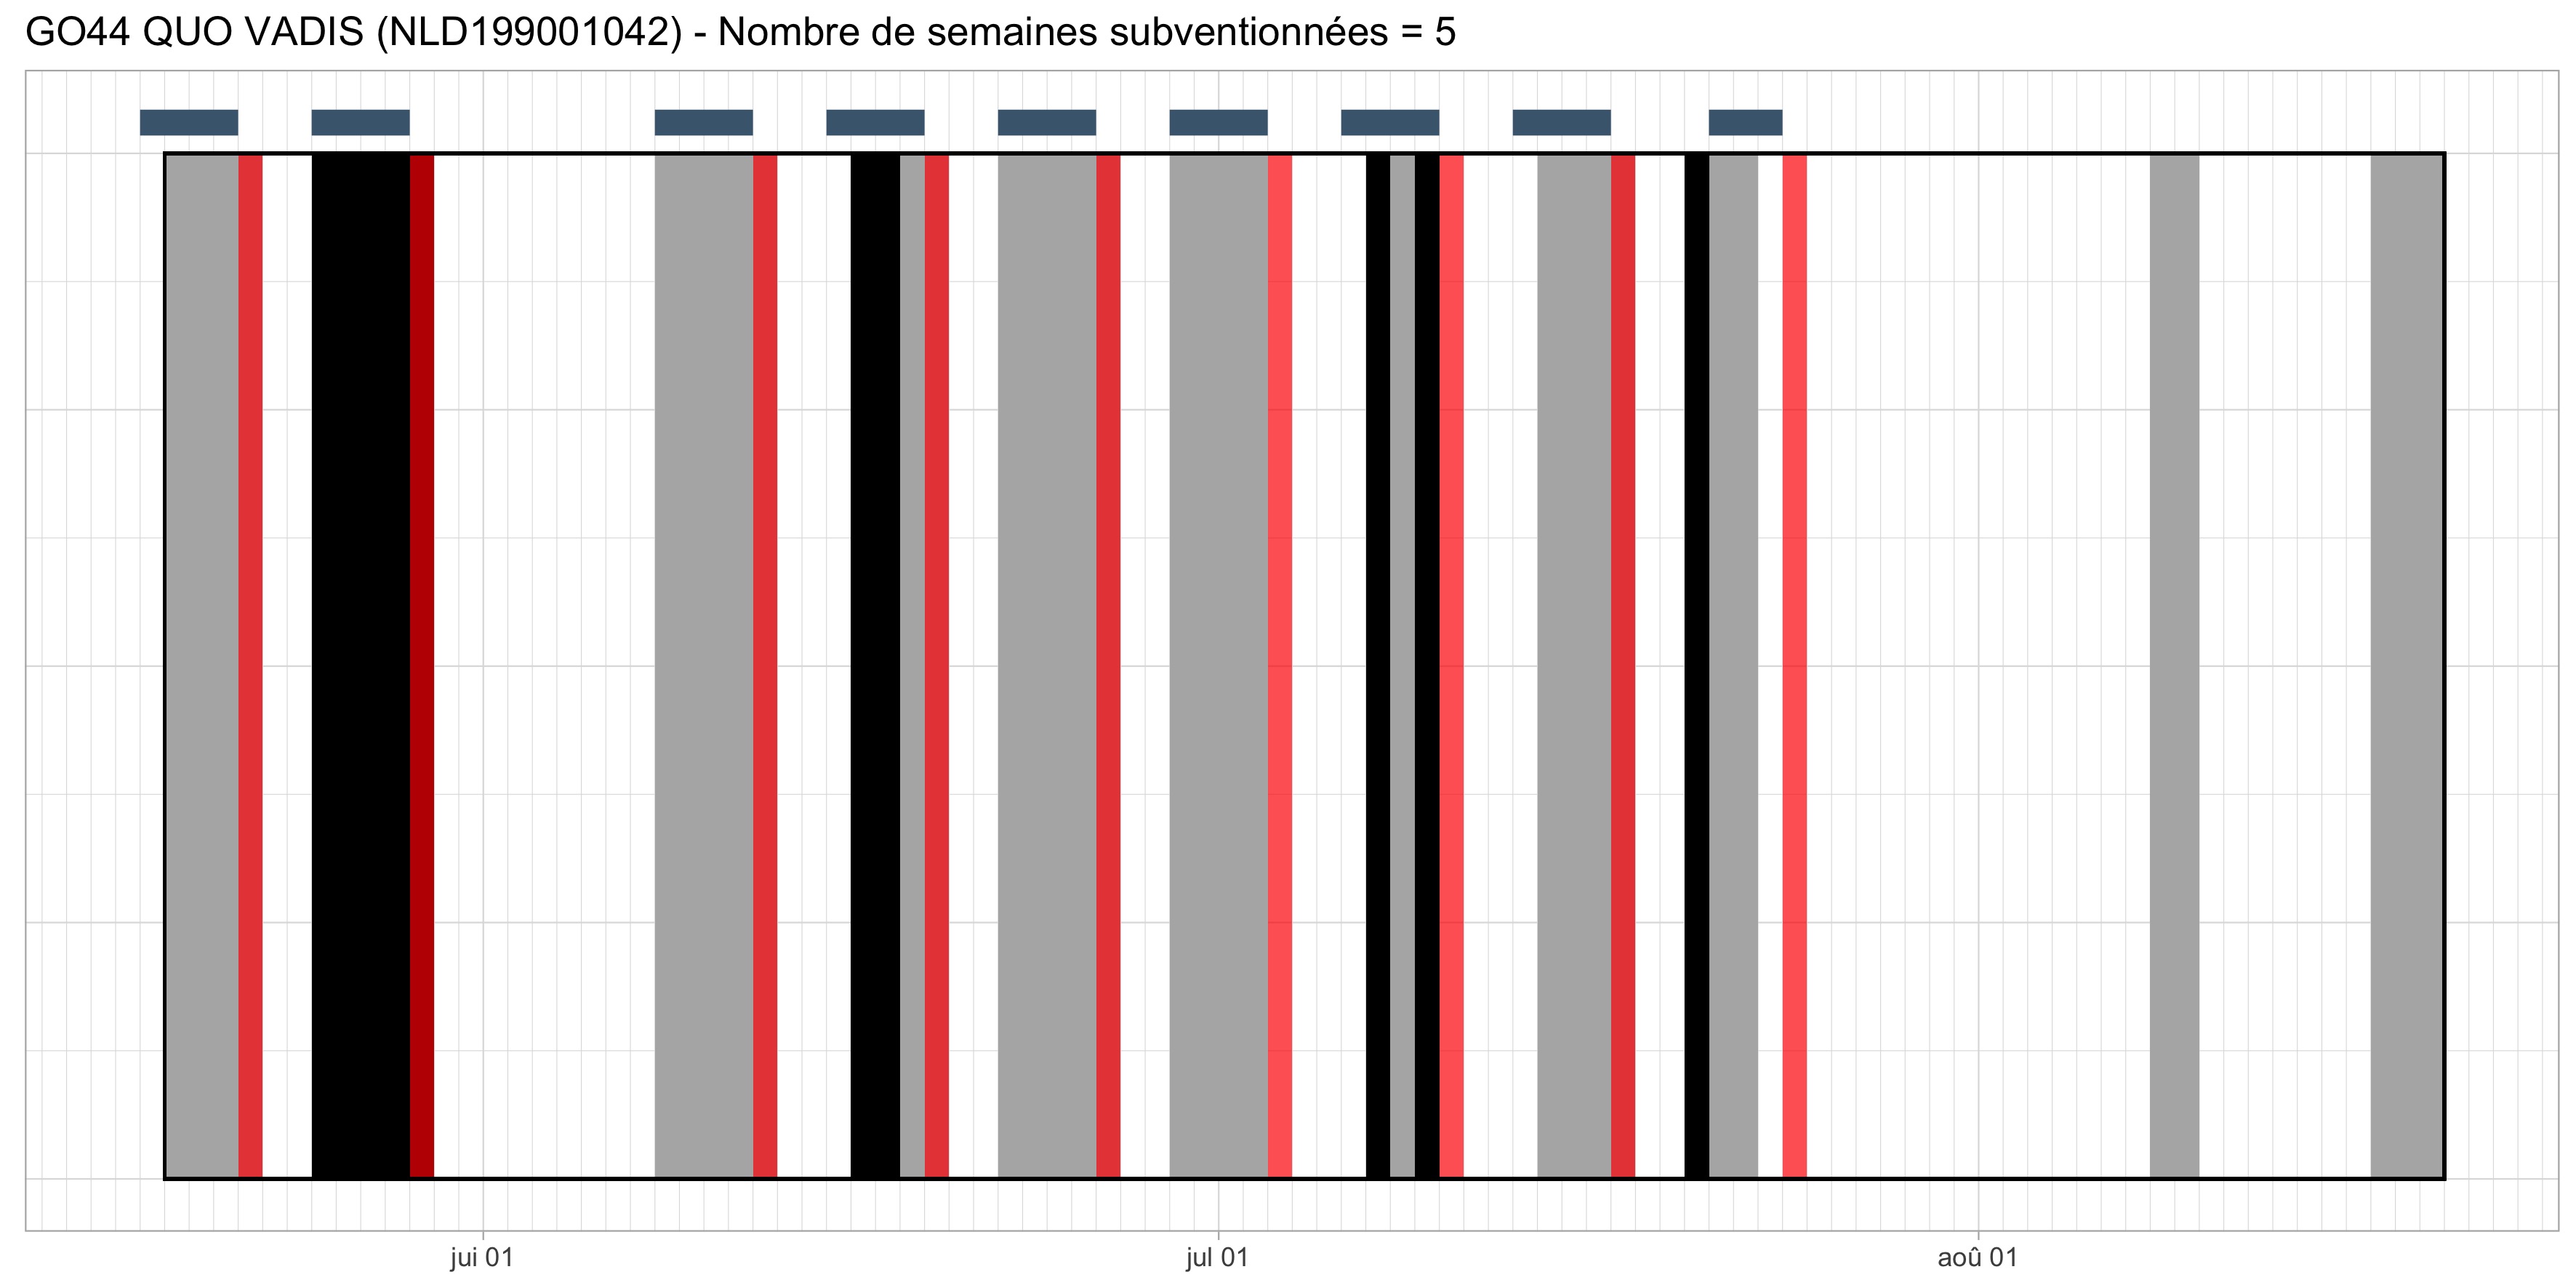 GO44 QUO VADIS (NLD199001042) - Nombre de semaines subventionnées = 5
jui 01 jul 01 aoû 01